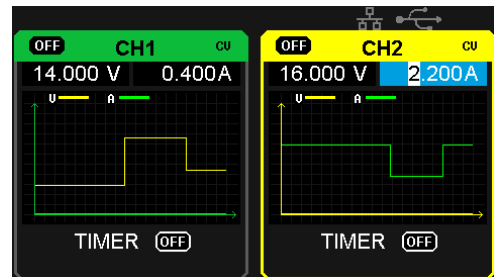 OFF CH1 CV
14.000 V 0.400A
V A
TIMER OFF
OFF CH2 CV
16.000 V 2.200A
V A
TIMER OFF